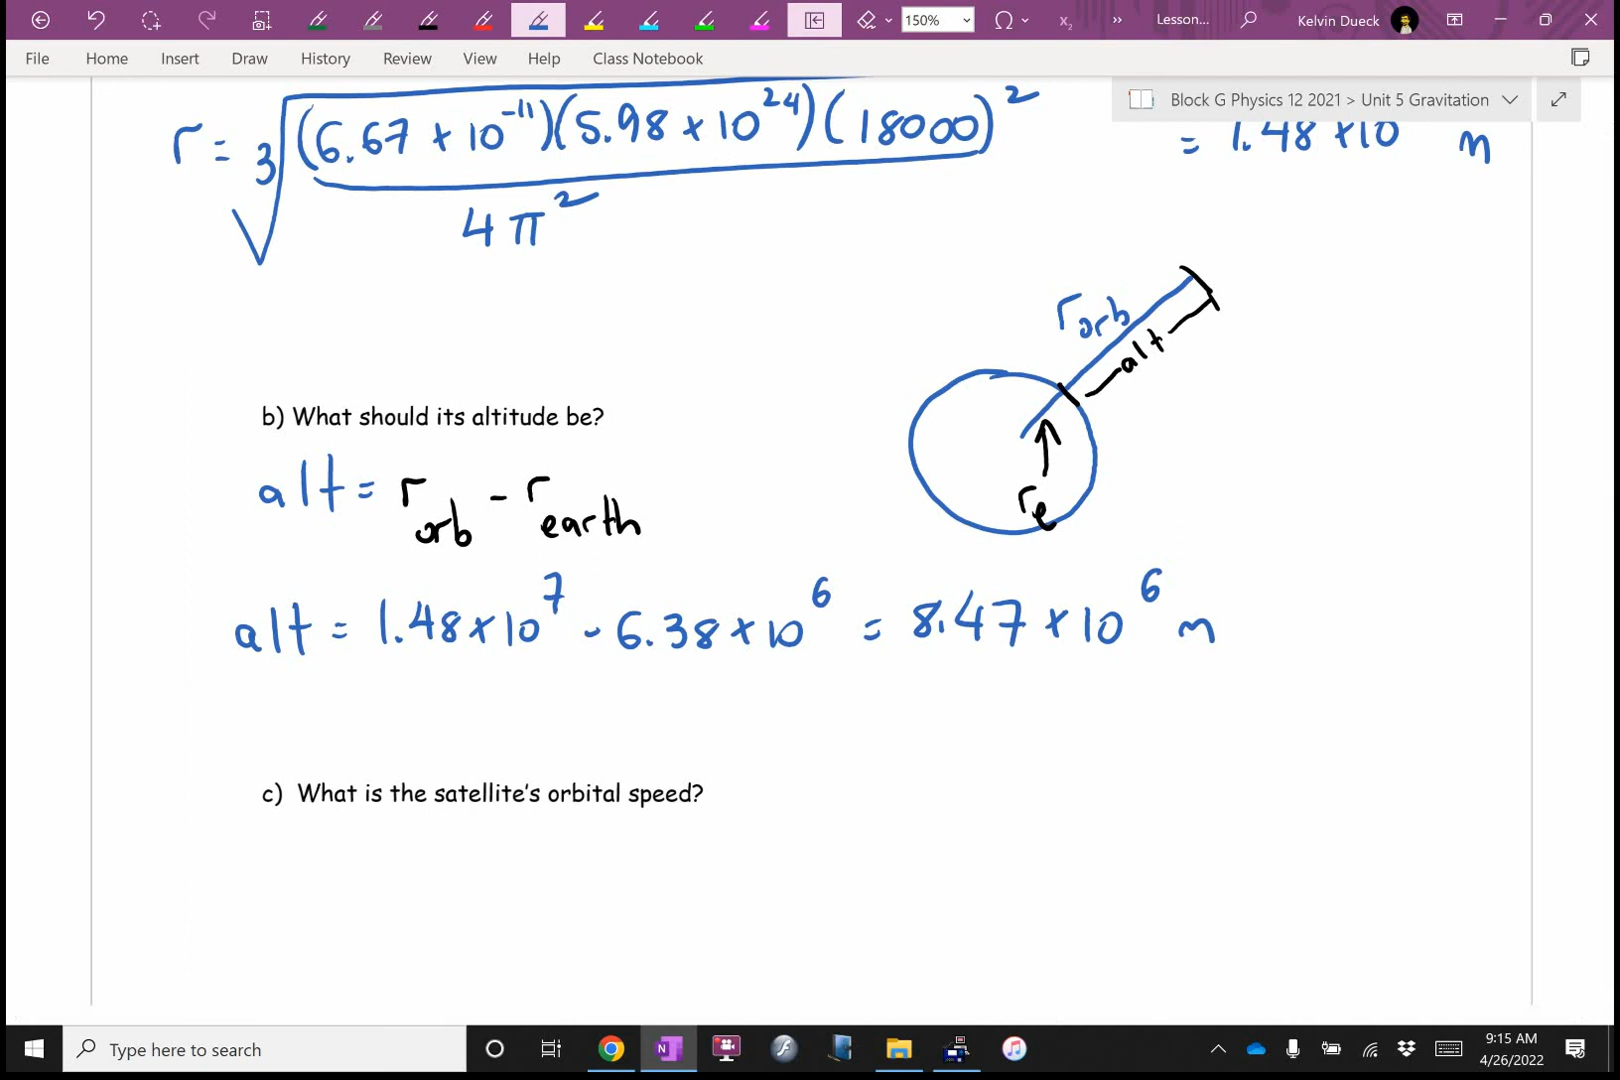 150% Ω x₂ » Lesson... Kelvin Dueck
File Home Insert Draw History Review View Help Class Notebook
Block G Physics 12 2021 > Unit 5 Gravitation
r = ∛((6.67 × 10⁻¹¹)(5.98 × 10²⁴)(18000)² / 4π²)
= 1.48 × 10 m
r orb
alt
r e
b) What should its altitude be?
alt = r orb - r earth
alt = 1.48 × 10⁷ - 6.38 × 10⁶ = 8.47 × 10⁶ m
c) What is the satellite's orbital speed?
Type here to search
9:15 AM
4/26/2022